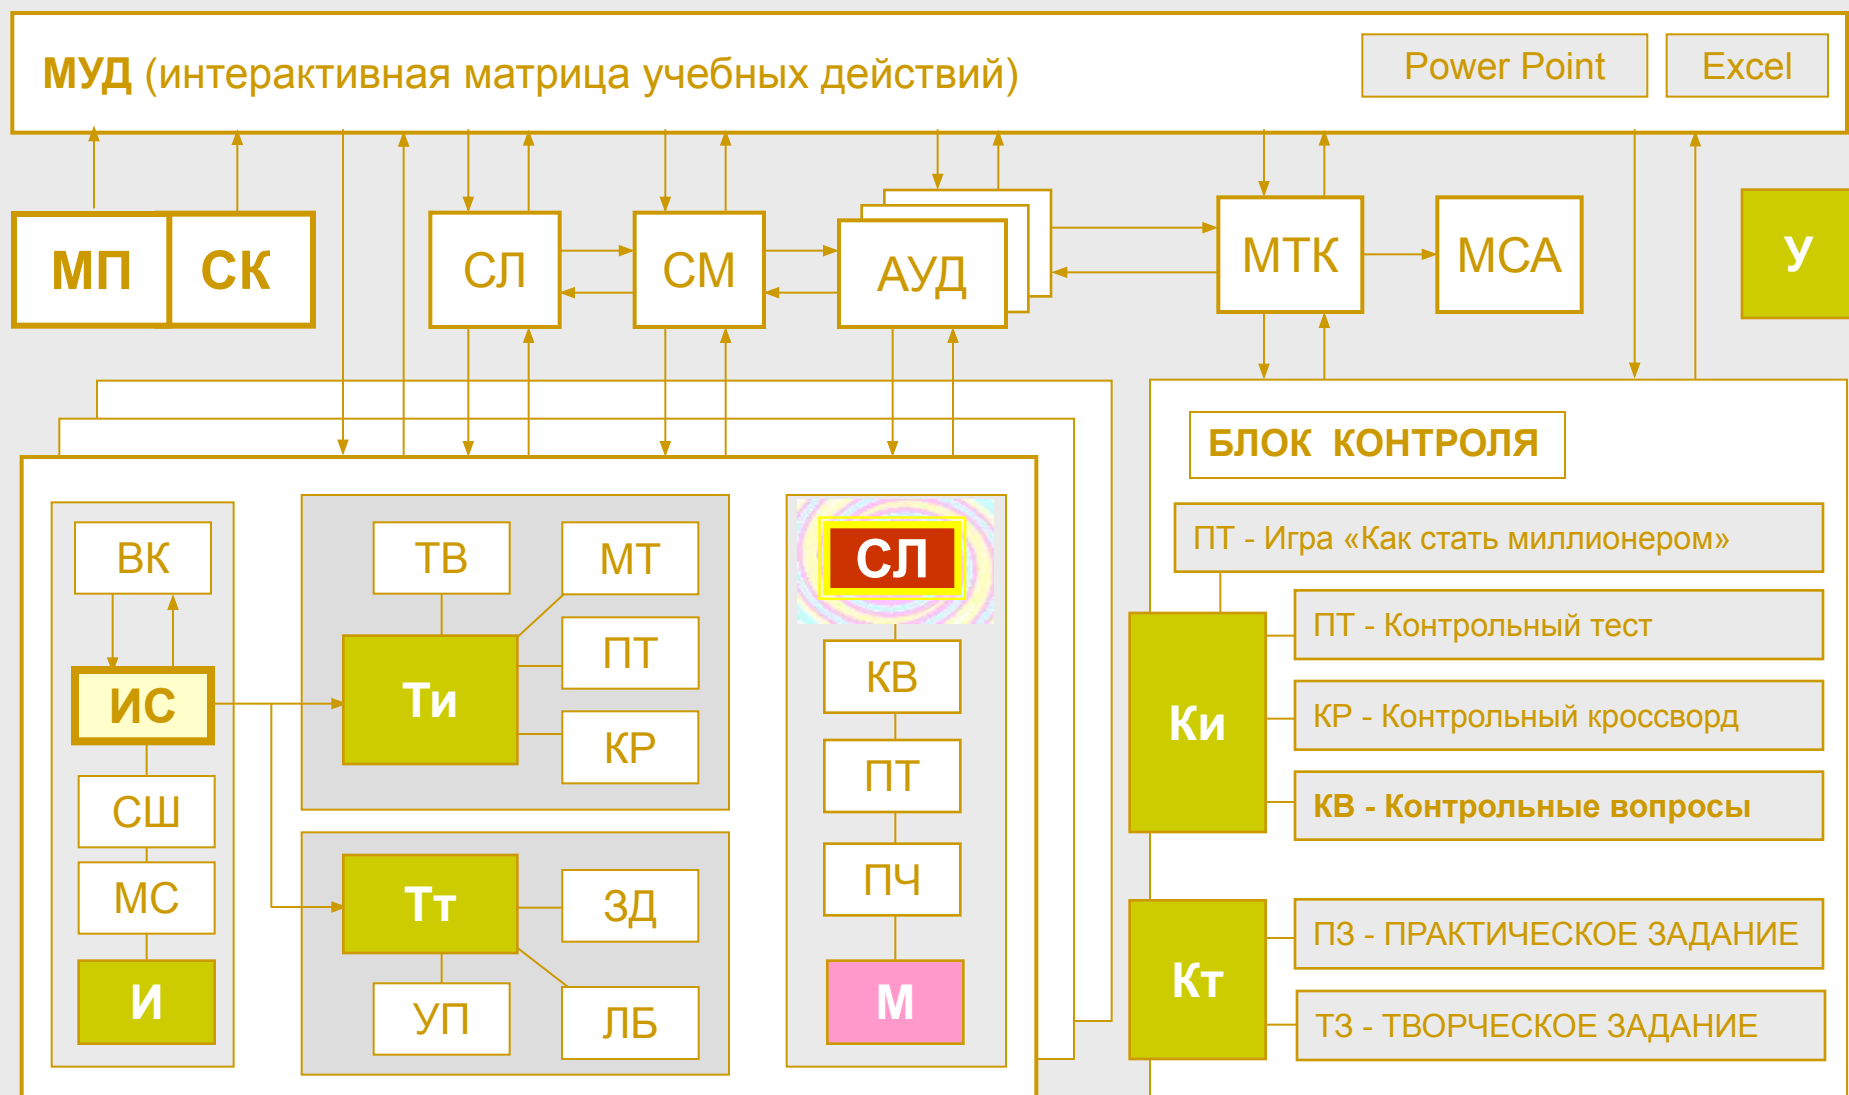 МУД (интерактивная матрица учебных действий)
Power Point
Excel
МП
СК
СЛ
СМ
АУД
МТК
МСА
У
БЛОК КОНТРОЛЯ
ВК
ИС
СШ
МС
И
ТВ
МТ
ПТ
КР
Ти
Тт
ЗД
УП
ЛБ
СЛ
КВ
ПТ
ПЧ
М
ПТ - Игра «Как стать миллионером»
Ки
ПТ - Контрольный тест
КР - Контрольный кроссворд
КВ - Контрольные вопросы
Кт
ПЗ - ПРАКТИЧЕСКОЕ ЗАДАНИЕ
ТЗ - ТВОРЧЕСКОЕ ЗАДАНИЕ